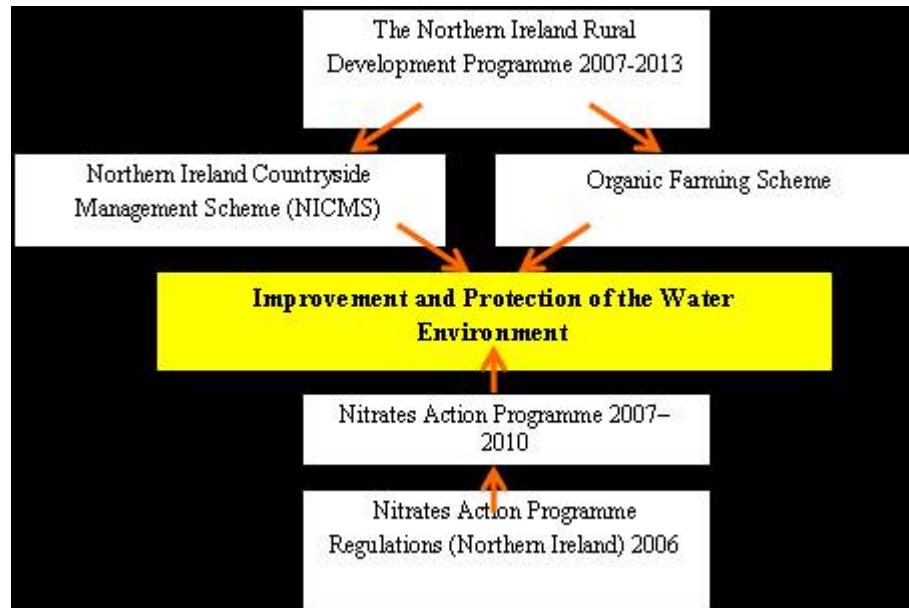 The Northern Ireland Rural
Development Programme 2007-2013
Northern Ireland Countryside
Management Scheme (NICMS)
Organic Farming Scheme
Improvement and Protection of the Water
Environment
Nitrates Action Programme 2007–
2010
Nitrates Action Programme
Regulations (Northern Ireland) 2006